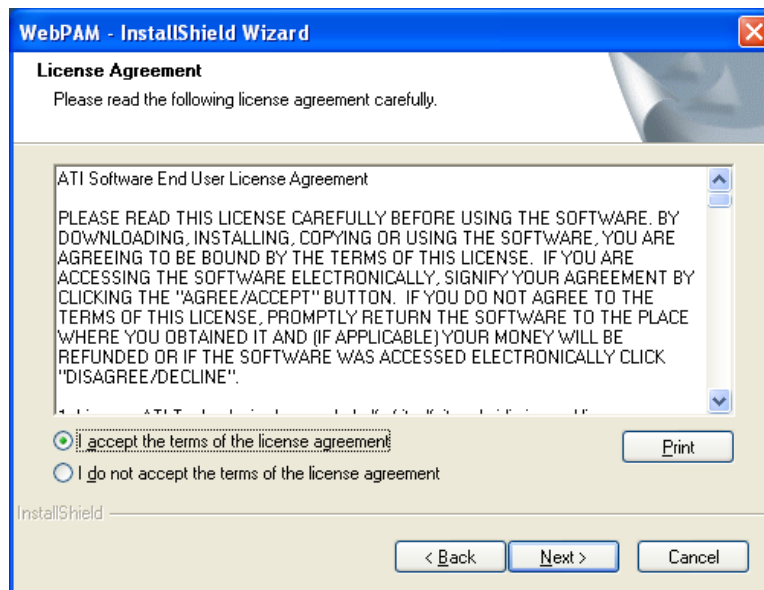 WebPAM - InstallShield Wizard
License Agreement
Please read the following license agreement carefully.
ATI Software End User License Agreement
PLEASE READ THIS LICENSE CAREFULLY BEFORE USING THE SOFTWARE. BY
DOWNLOADING, INSTALLING, COPYING OR USING THE SOFTWARE, YOU ARE
AGREEING TO BE BOUND BY THE TERMS OF THIS LICENSE. IF YOU ARE
ACCESSING THE SOFTWARE ELECTRONICALLY, SIGNIFY YOUR AGREEMENT BY
CLICKING THE "AGREE/ACCEPT" BUTTON. IF YOU DO NOT AGREE TO THE
TERMS OF THIS LICENSE, PROMPTLY RETURN THE SOFTWARE TO THE PLACE
WHERE YOU OBTAINED IT AND (IF APPLICABLE) YOUR MONEY WILL BE
REFUNDED OR IF THE SOFTWARE WAS ACCESSED ELECTRONICALLY CLICK
"DISAGREE/DECLINE".
I accept the terms of the license agreement
Print
I do not accept the terms of the license agreement
InstallShield
< Back
Next >
Cancel